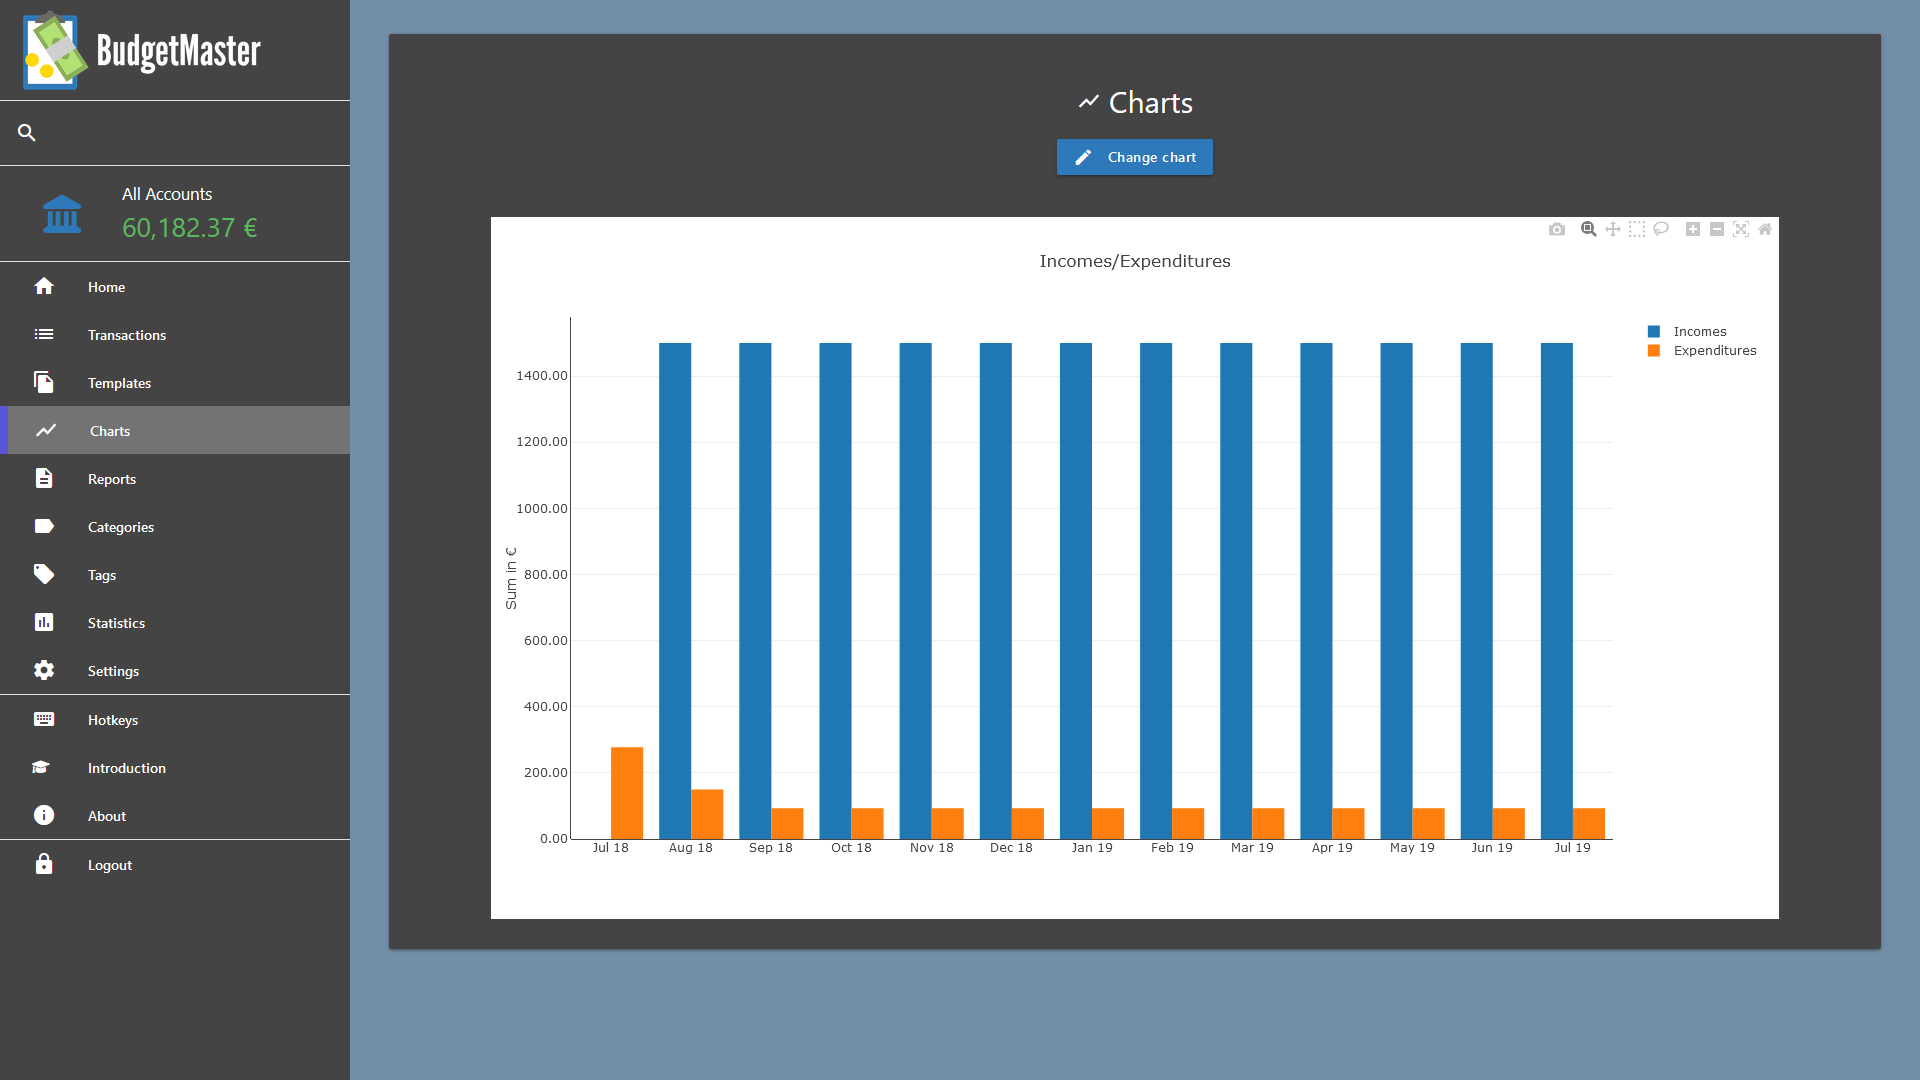 BudgetMaster
All Accounts
60,182.37 €
Home
Transactions
Templates
Charts
Reports
Categories
Tags
Statistics
Settings
Hotkeys
Introduction
About
Logout
Charts
Change chart
Incomes/Expenditures
Incomes
Expenditures
Sum in €
1400.00
1200.00
1000.00
800.00
600.00
400.00
200.00
0.00
Jul 18 Aug 18 Sep 18 Oct 18 Nov 18 Dec 18 Jan 19 Feb 19 Mar 19 Apr 19 May 19 Jun 19 Jul 19